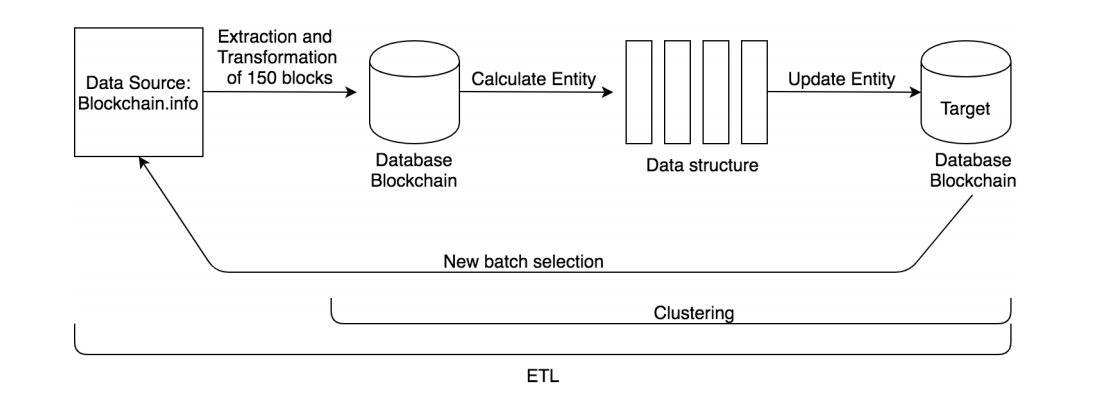 Data Source:
Blockchain.info
Extraction and
Transformation
of 150 blocks
Database
Blockchain
Calculate Entity
Data structure
Update Entity
Target
Database
Blockchain
New batch selection
Clustering
ETL